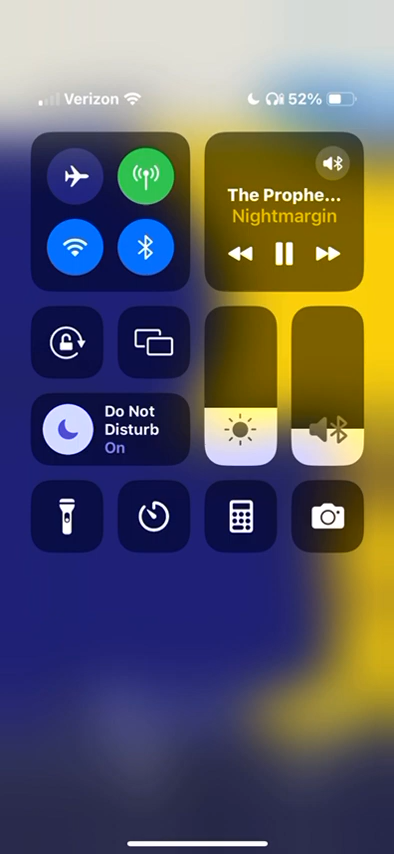 Verizon 52%
The Prophe...
Nightmargin
Do Not
Disturb
On